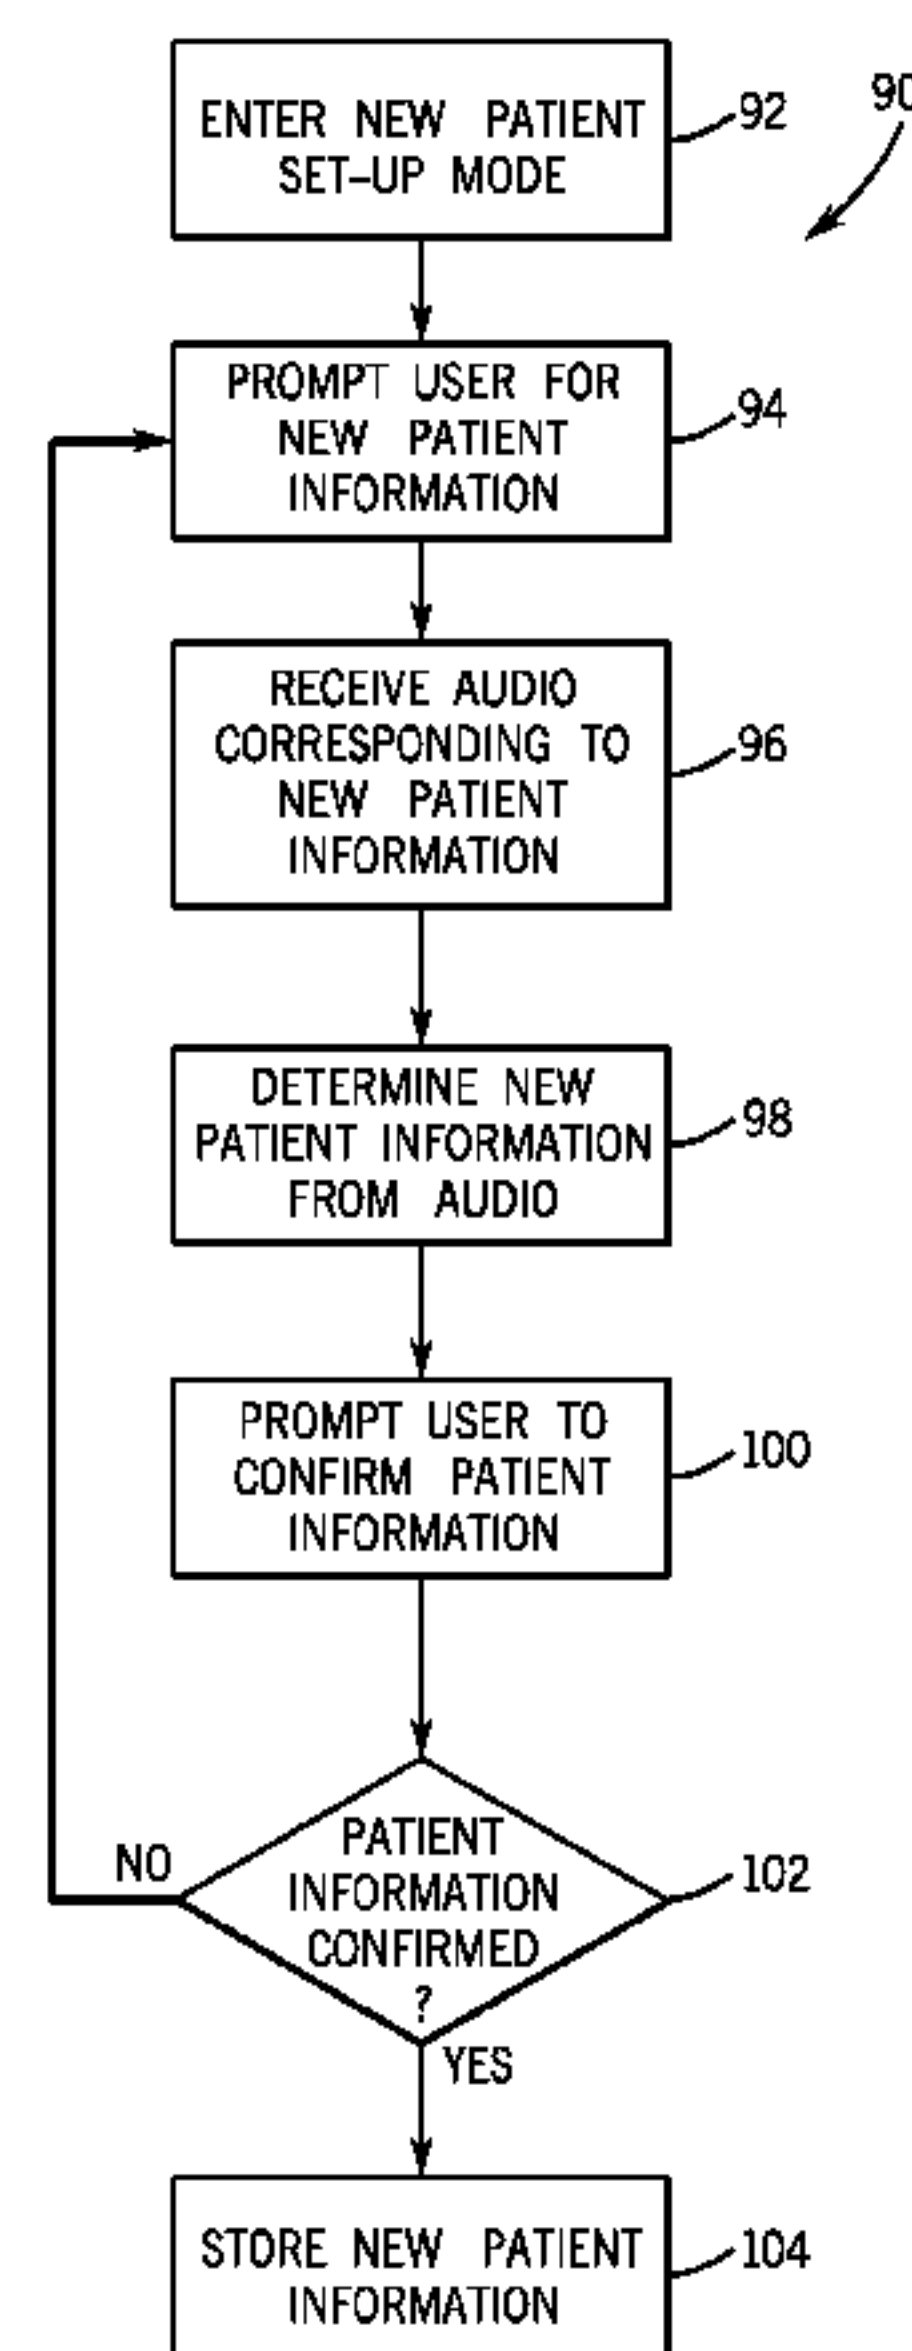 ENTER NEW PATIENT
SET-UP MODE
92
90
PROMPT USER FOR
NEW PATIENT
INFORMATION
94
RECEIVE AUDIO
CORRESPONDING TO
NEW PATIENT
INFORMATION
96
DETERMINE NEW
PATIENT INFORMATION
FROM AUDIO
98
PROMPT USER TO
CONFIRM PATIENT
INFORMATION
100
NO
PATIENT
INFORMATION
CONFIRMED
?
102
YES
STORE NEW PATIENT
INFORMATION
104